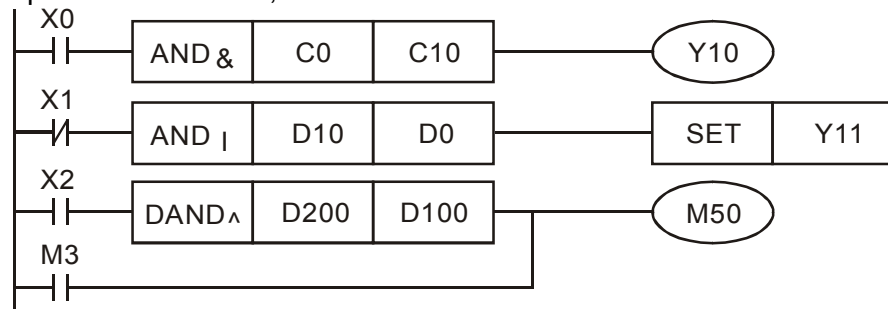 X0
AND & C0 C10 Y10
X1
AND | D10 D0 SET Y11
X2
DAND ^ D200 D100 M50
M3